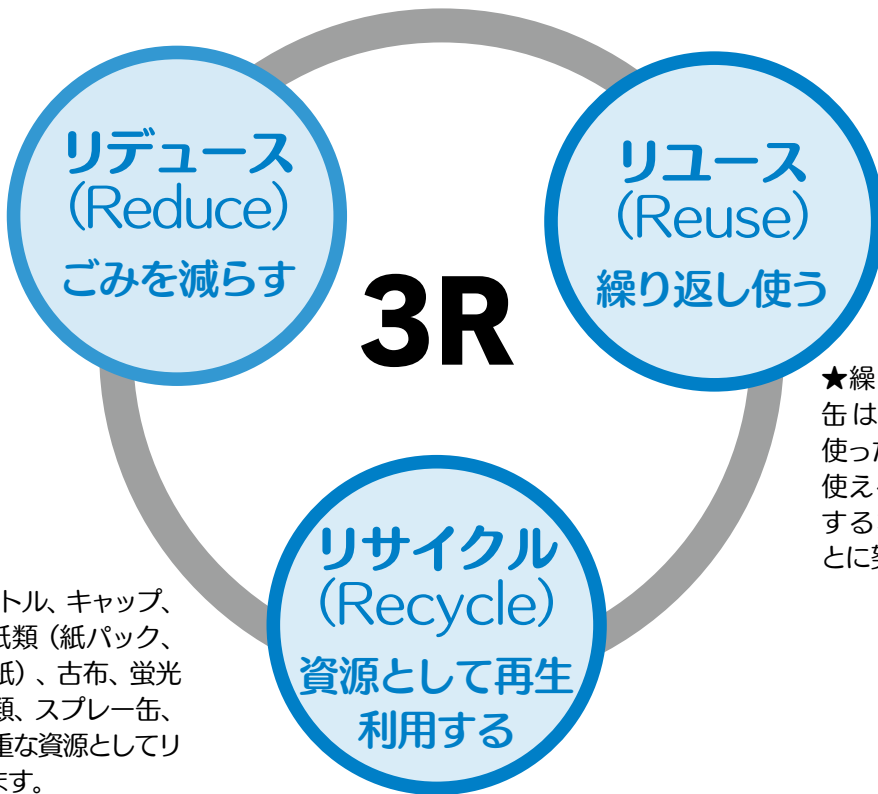 リデュース
(Reduce)
ごみを減らす
リユース
(Reuse)
繰り返し使う
3R
★繰
缶は
使った
使え
する
とに
リサイクル
(Recycle)
資源として再生
利用する
トル、キャップ、
紙類（紙パック、
紙）、古布、蛍光
類、スプレー缶、
重な資源としてリ
ます。